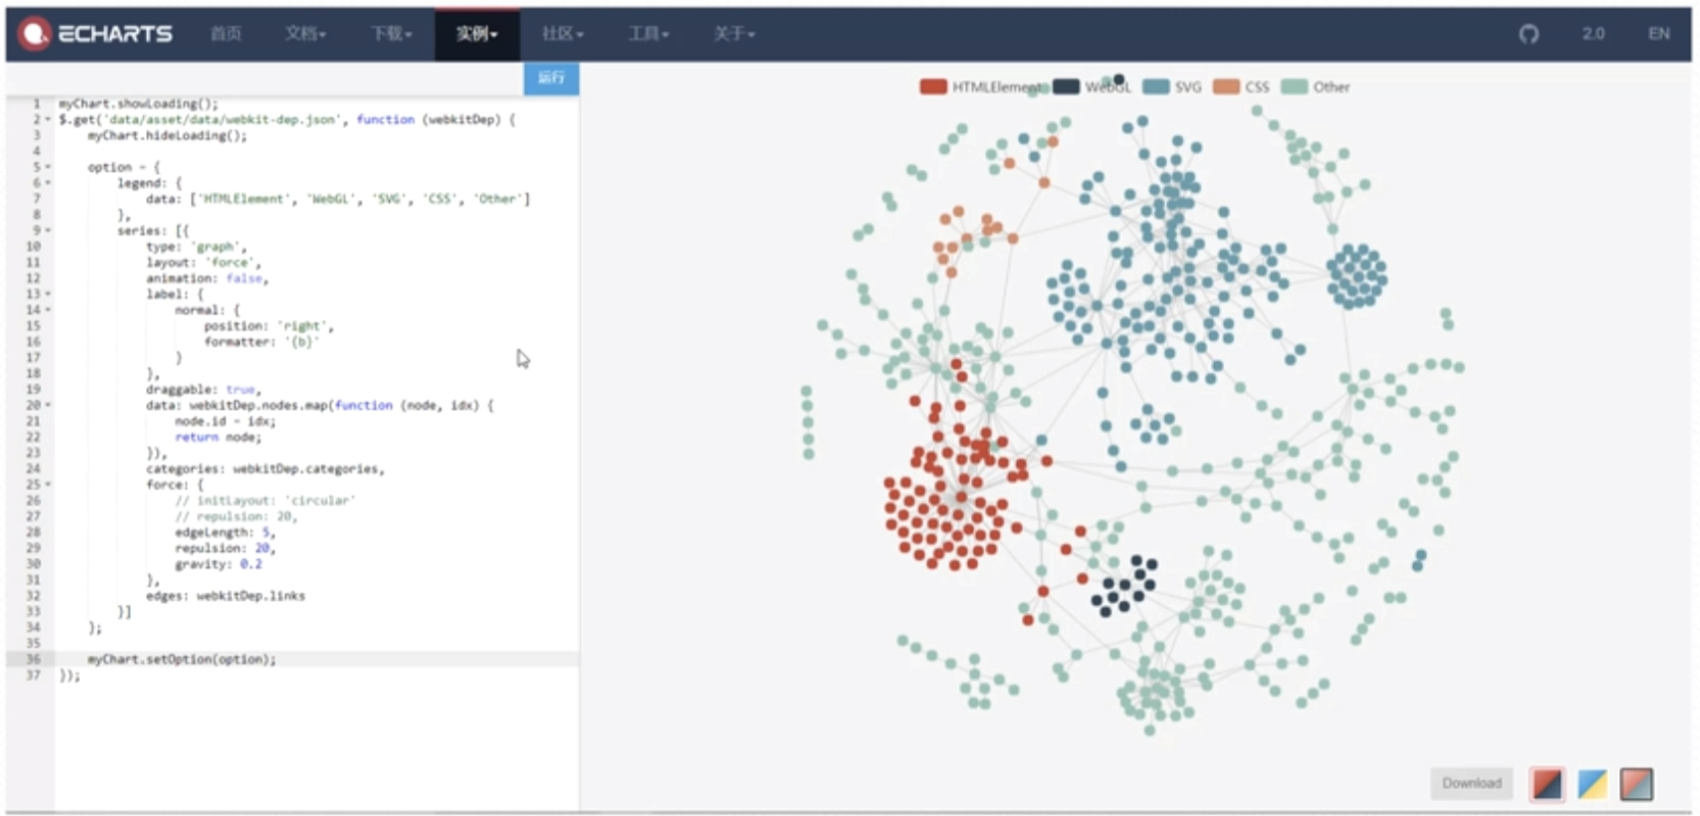 ECHARTS 首页 文档 下载 实例 社区 工具 关于 2.0 EN
运行
1 myChart.showLoading();
2 $.get('data/asset/data/webkit-dep.json', function (webkitDep) {
3 myChart.hideLoading();
4
5 option = {
6 legend: {
7 data: ['HTMLElement', 'WebGL', 'SVG', 'CSS', 'Other']
8 },
9 series: [{
10 type: 'graph',
11 layout: 'force',
12 animation: false,
13 label: {
14 normal: {
15 position: 'right',
16 formatter: '{b}'
17 }
18 },
19 draggable: true,
20 data: webkitDep.nodes.map(function (node, idx) {
21 node.id = idx;
22 return node;
23 }),
24 categories: webkitDep.categories,
25 force: {
26 // initLayout: 'circular'
27 // repulsion: 20,
28 edgeLength: 5,
29 repulsion: 20,
30 gravity: 0.2
31 },
32 edges: webkitDep.links
33 }]
34 };
35
36 myChart.setOption(option);
37 });
HTMLElement WebGL SVG CSS Other
Download